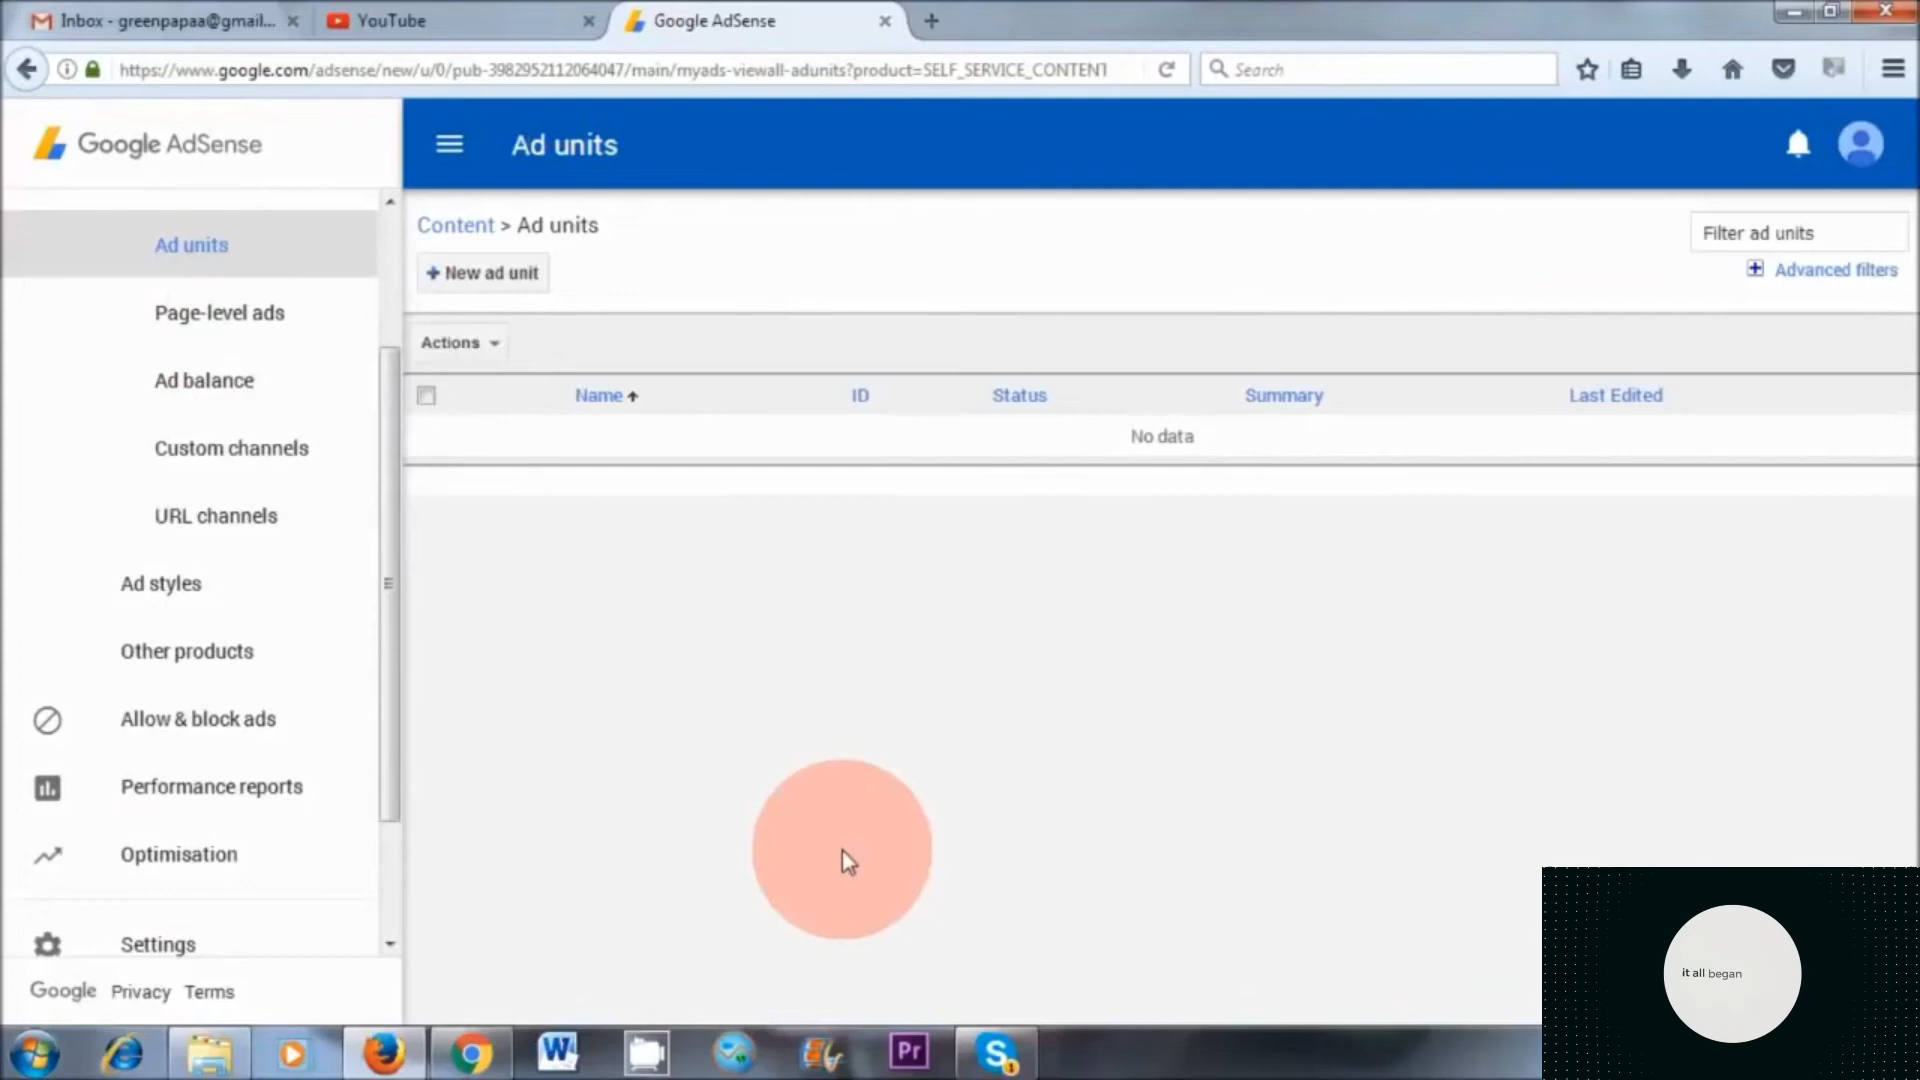 Inbox - greenpapaa@gmail...
YouTube
Google AdSense
https://www.google.com/adsense/new/u/0/pub-3982952112064047/main/myads-viewall-adunits?product=SELF_SERVICE_CONTENT
Search
Google AdSense
Ad units
Ad units
Page-level ads
Ad balance
Custom channels
URL channels
Ad styles
Other products
Allow & block ads
Performance reports
Optimisation
Settings
Google Privacy Terms
Content > Ad units
Filter ad units
+ New ad unit
Advanced filters
Actions
Name ID Status Summary Last Edited
No data
it all began
W
Pr
S